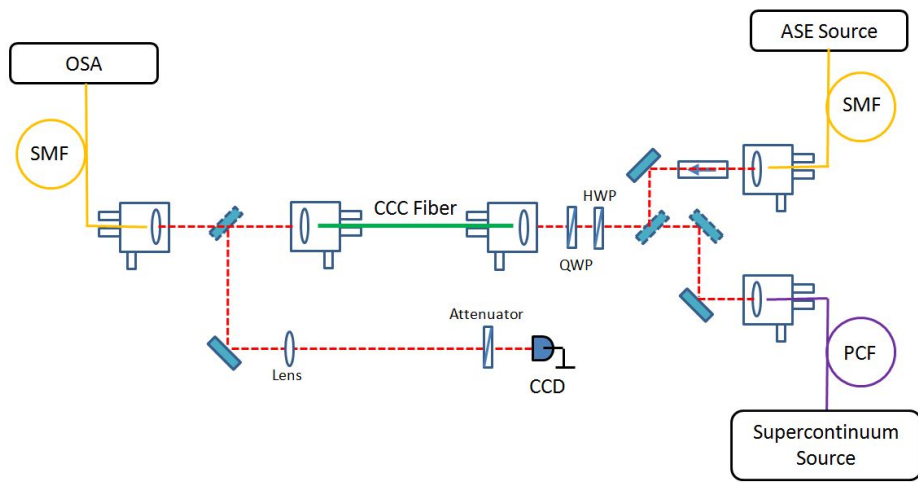 ASE Source
OSA
SMF
SMF
HWP
CCC Fiber
QWP
Attenuator
Lens
CCD
PCF
Supercontinuum
Source